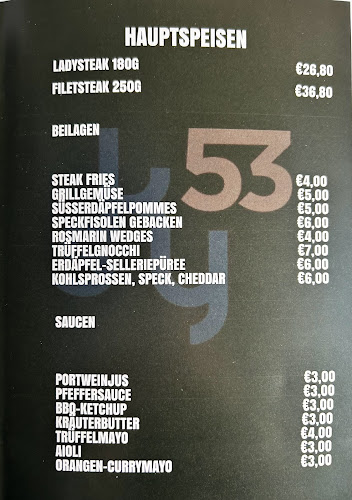 HAUPTSPEISEN
LADYSTEAK 180G €26,80
FILETSTEAK 250G €36,80
BEILAGEN
53
STEAK FRIES €4,00
GRILLGEMÜSE €5,00
SÜSSERDÄPFELPOMMES €5,00
SPECKFISOLEN GEBACKEN €6,00
ROSMARIN WEDGES €4,00
TRÜFFELGNOCCHI €7,00
ERDÄPFEL-SELLERIEPÜREE €6,00
KOHLSPROSSEN, SPECK, CHEDDAR €6,00
SAUCEN
PORTWEINJUS €3,00
PFEFFERSAUCE €3,00
BBQ-KETCHUP €3,00
KRÄUTERBUTTER €3,00
TRÜFFELMAYO €4,00
AIOLI €3,00
ORANGEN-CURRYMAYO €3,00